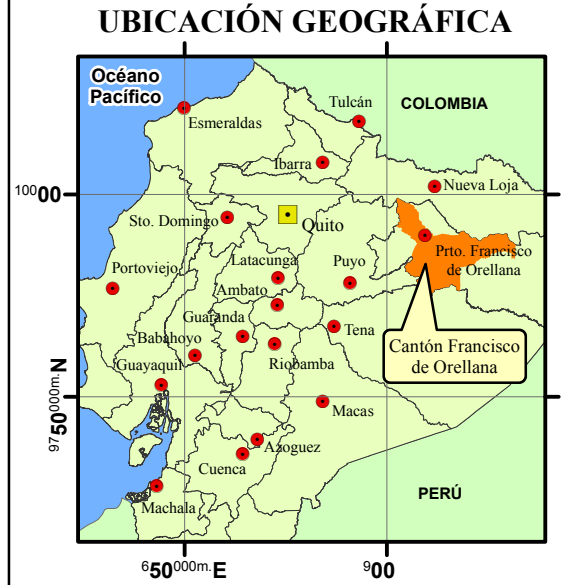 UBICACIÓN GEOGRÁFICA
Océano
Pacífico
Tulcán
COLOMBIA
Esmeraldas
Ibarra
Nueva Loja
10000
Sto. Domingo
Quito
Prto. Francisco
de Orellana
Latacunga
Puyo
Portoviejo
Ambato
Guaranda
Tena
Babahoyo
Cantón Francisco
de Orellana
Guayaquil
Riobamba
9750000m. N
Macas
Azoguez
Cuenca
PERÚ
Machala
650000m. E
900